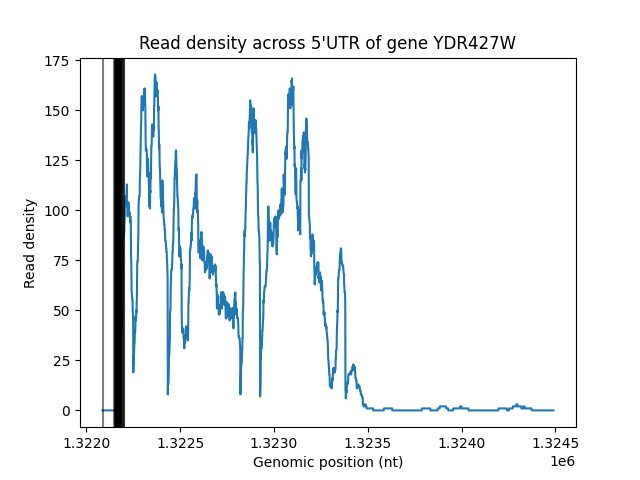 Read density across 5'UTR of gene YDR427W
Read density
175
150
125
100
75
50
25
0
1.3220 1.3225 1.3230 1.3235 1.3240 1.3245
1e6
Genomic position (nt)